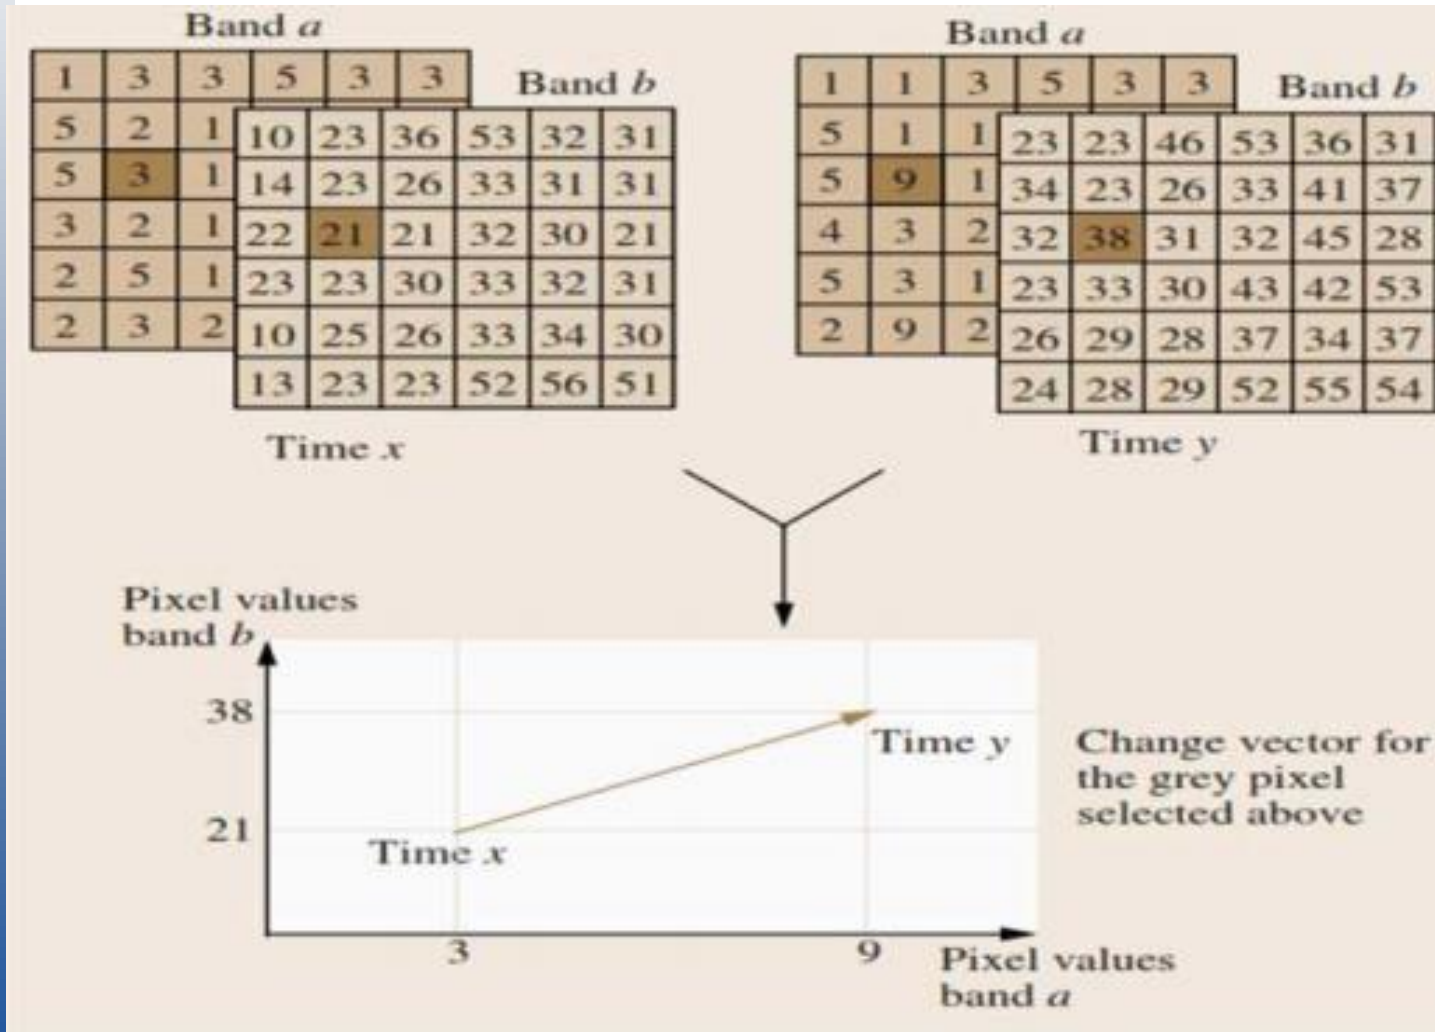 Band a
1 3 3 5 3 3
Band b
5 2 1
5 3 1
3 2 1
2 5 1
2 3 2
10 23 36 53 32 31
14 23 26 33 31 31
22 21 21 32 30 21
23 23 30 33 32 31
10 25 26 33 34 30
13 23 23 52 56 51
Time x
Band a
1 1 3 5 3 3
Band b
5 1 1
5 9 1
4 3 2
5 3 1
2 9 2
23 23 46 53 36 31
34 23 26 33 41 37
32 38 31 32 45 28
23 33 30 43 42 53
26 29 28 37 34 37
24 28 29 52 55 54
Time y
Pixel values
band b
38
21
Time x
Time y
3
9
Pixel values
band a
Change vector for
the grey pixel
selected above